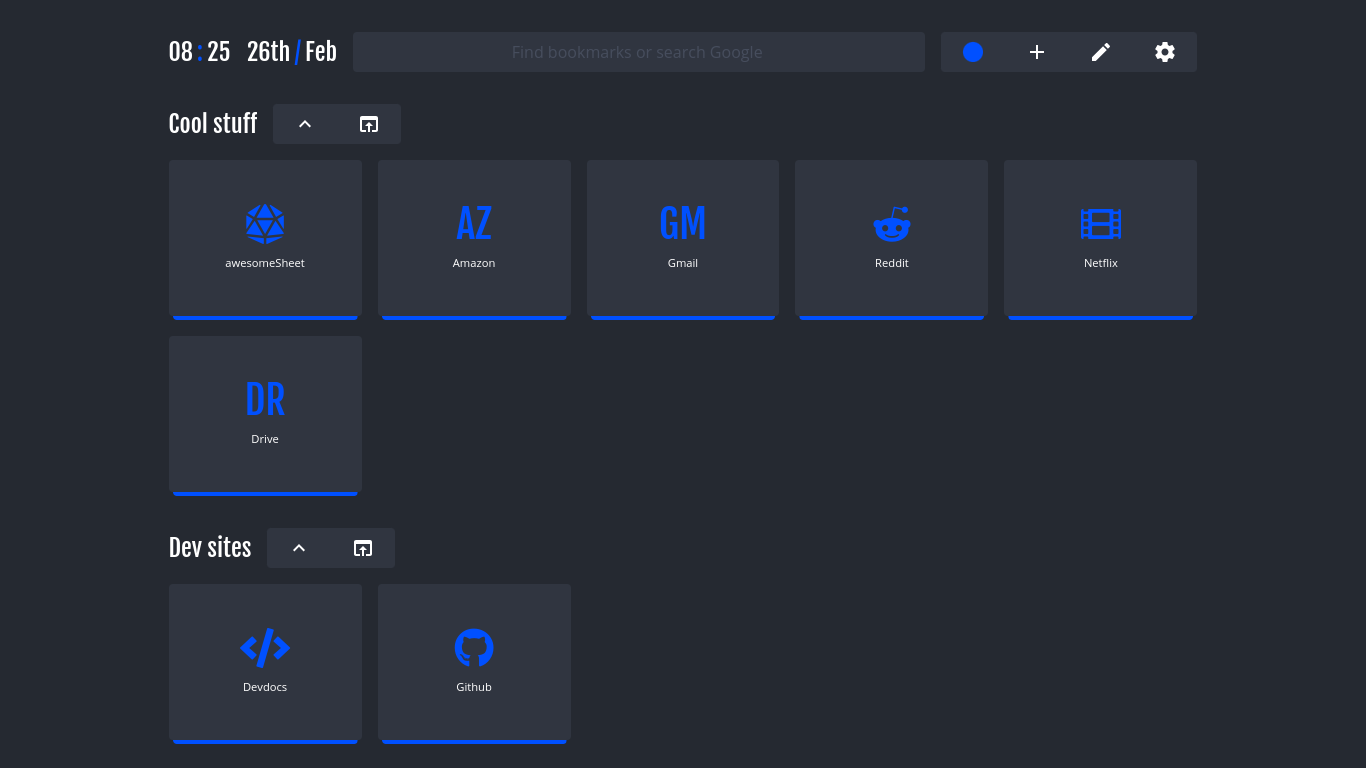 08:25 26th/Feb Find bookmarks or search Google
Cool stuff
AZ GM
awesomeSheet Amazon Gmail Reddit Netflix
DR
Drive
Dev sites
Devdocs Github